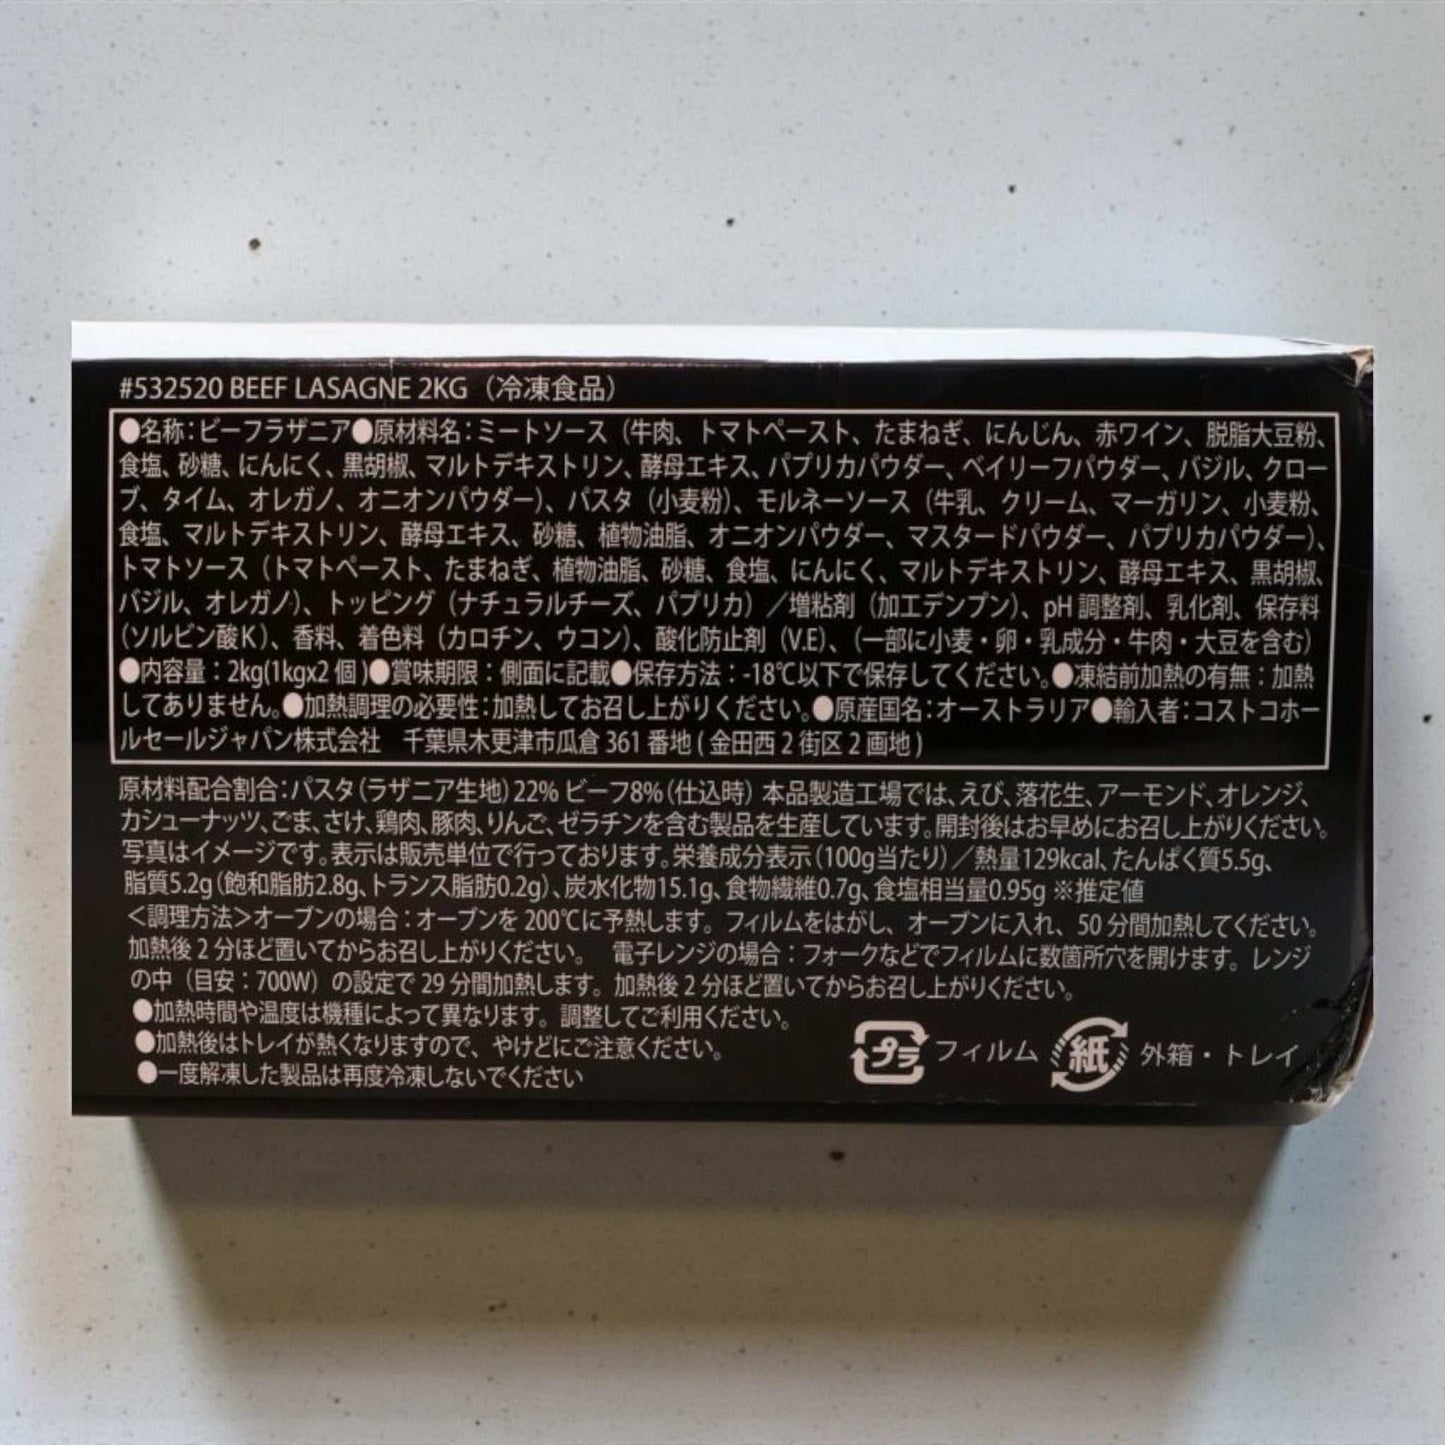 #532520 BEEF LASAGNE 2KG（冷凍食品）
●名称：ビーフラザニア●原材料名：ミートソース（牛肉、トマトペースト、たまねぎ、にんじん、赤ワイン、脱脂大豆粉、
食塩、砂糖、にんにく、黒胡椒、マルトデキストリン、酵母エキス、パプリカパウダー、ベイリーフパウダー、バジル、クロー
ブ、タイム、オレガノ、オニオンパウダー）、パスタ（小麦粉）、モルネーソース（牛乳、クリーム、マーガリン、小麦粉、
食塩、マルトデキストリン、酵母エキス、砂糖、植物油脂、オニオンパウダー、マスタードパウダー、パプリカパウダー）、
トマトソース（トマトペースト、たまねぎ、植物油脂、砂糖、食塩、にんにく、マルトデキストリン、酵母エキス、黒胡椒、
バジル、オレガノ）、トッピング（ナチュラルチーズ、パプリカ）／増粘剤（加工デンプン）、pH調整剤、乳化剤、保存料
（ソルビン酸K）、香料、着色料（カロチン、ウコン）、酸化防止剤（V.E）、（一部に小麦・卵・乳成分・牛肉・大豆を含む）
●内容量：2kg(1kgx2個)●賞味期限：側面に記載●保存方法：-18℃以下で保存してください。●凍結前加熱の有無：加熱
してありません。●加熱調理の必要性：加熱してお召し上がりください。●原産国名：オーストラリア●輸入者：コストコホー
ルセールジャパン株式会社　千葉県木更津市瓜倉 361 番地 ( 金田西 2 街区 2 画地 )
原材料配合割合：パスタ（ラザニア生地）22% ビーフ8%（仕込時）本品製造工場では、えび、落花生、アーモンド、オレンジ、
カシューナッツ、ごま、さけ、鶏肉、豚肉、りんご、ゼラチンを含む製品を生産しています。開封後はお早めにお召し上がりください。
写真はイメージです。表示は販売単位で行っております。栄養成分表示（100g当たり）／熱量129kcal、たんぱく質5.5g、
脂質5.2g（飽和脂肪2.8g、トランス脂肪0.2g）、炭水化物15.1g、食物繊維0.7g、食塩相当量0.95g ※推定値
＜調理方法＞オーブンの場合：オーブンを 200℃に予熱します。フィルムをはがし、オーブンに入れ、50 分間加熱してください。
加熱後 2 分ほど置いてからお召し上がりください。　電子レンジの場合：フォークなどでフィルムに数箇所穴を開けます。レンジ
の中（目安：700W）の設定で 29 分間加熱します。加熱後 2 分ほど置いてからお召し上がりください。
●加熱時間や温度は機種によって異なります。調整してご利用ください。
●加熱後はトレイが熱くなりますので、やけどにご注意ください。
●一度解凍した製品は再度冷凍しないでください
プラ フィルム 紙 外箱・トレイ